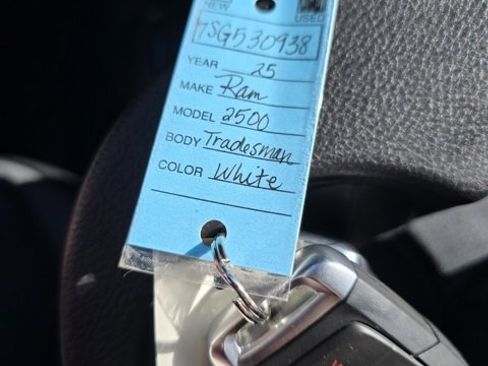 NEW USED
TSG530938
YEAR 25
MAKE Ram
MODEL 2500
BODY Tradesman
COLOR White